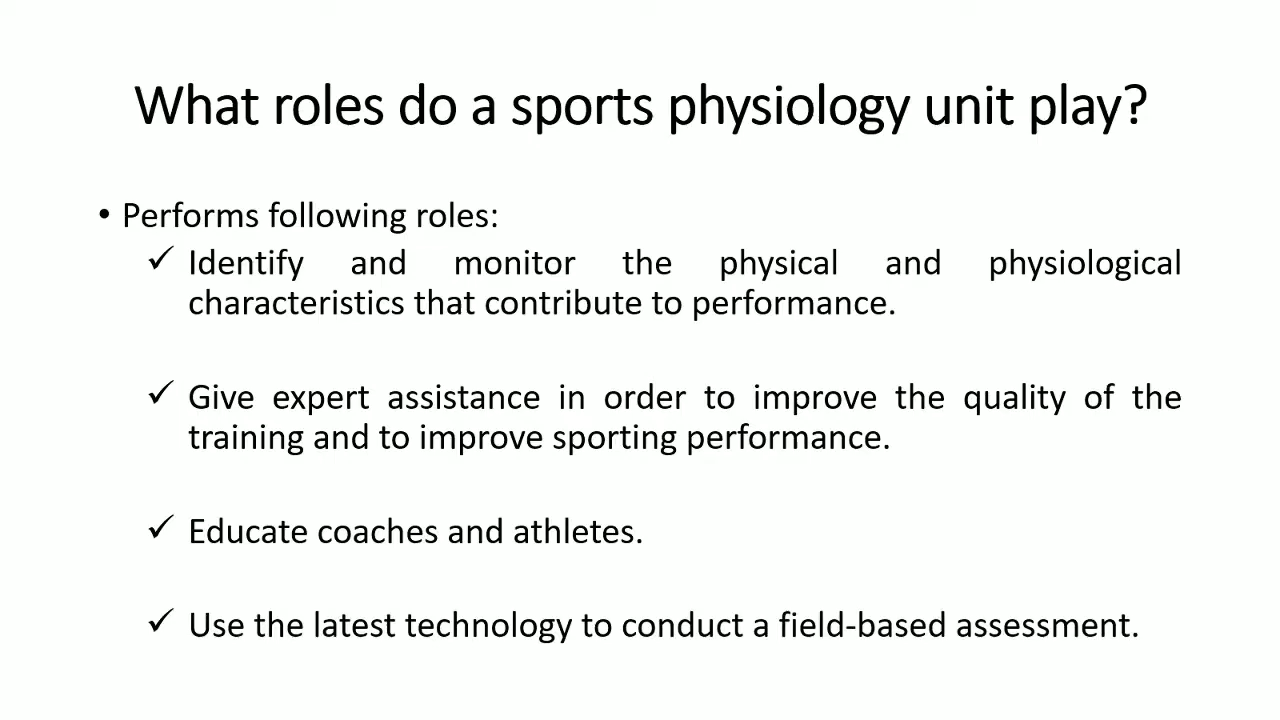 What roles do a sports physiology unit play?
• Performs following roles:
✓ Identify and monitor the physical and physiological
characteristics that contribute to performance.
✓ Give expert assistance in order to improve the quality of the
training and to improve sporting performance.
✓ Educate coaches and athletes.
✓ Use the latest technology to conduct a field-based assessment.